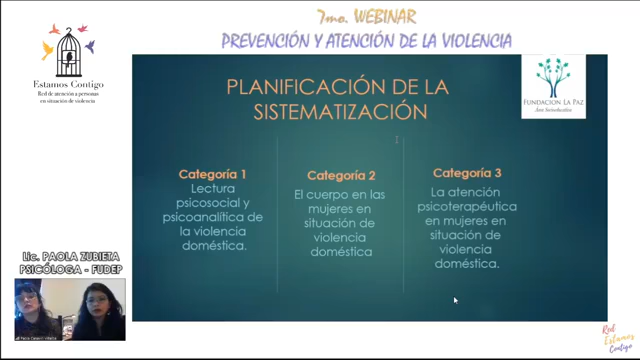 7mo. WEBINAR
PREVENCIÓN Y ATENCIÓN DE LA VIOLENCIA
Estamos Contigo
Red de atención a personas
en situación de violencia
PLANIFICACIÓN DE LA
SISTEMATIZACIÓN
FUNDACION LA PAZ
Categoría 1
Lectura
psicosocial y
psicoanalítica de
la violencia
doméstica.
Categoría 2
El cuerpo en las
mujeres en
situación de
violencia
doméstica
Categoría 3
La atención
psicoterapéutica
en mujeres en
situación de
violencia
doméstica.
Lic. PAOLA ZUBIETA
PSICÓLOGA - FUDEP
Red
Estamos
Contigo